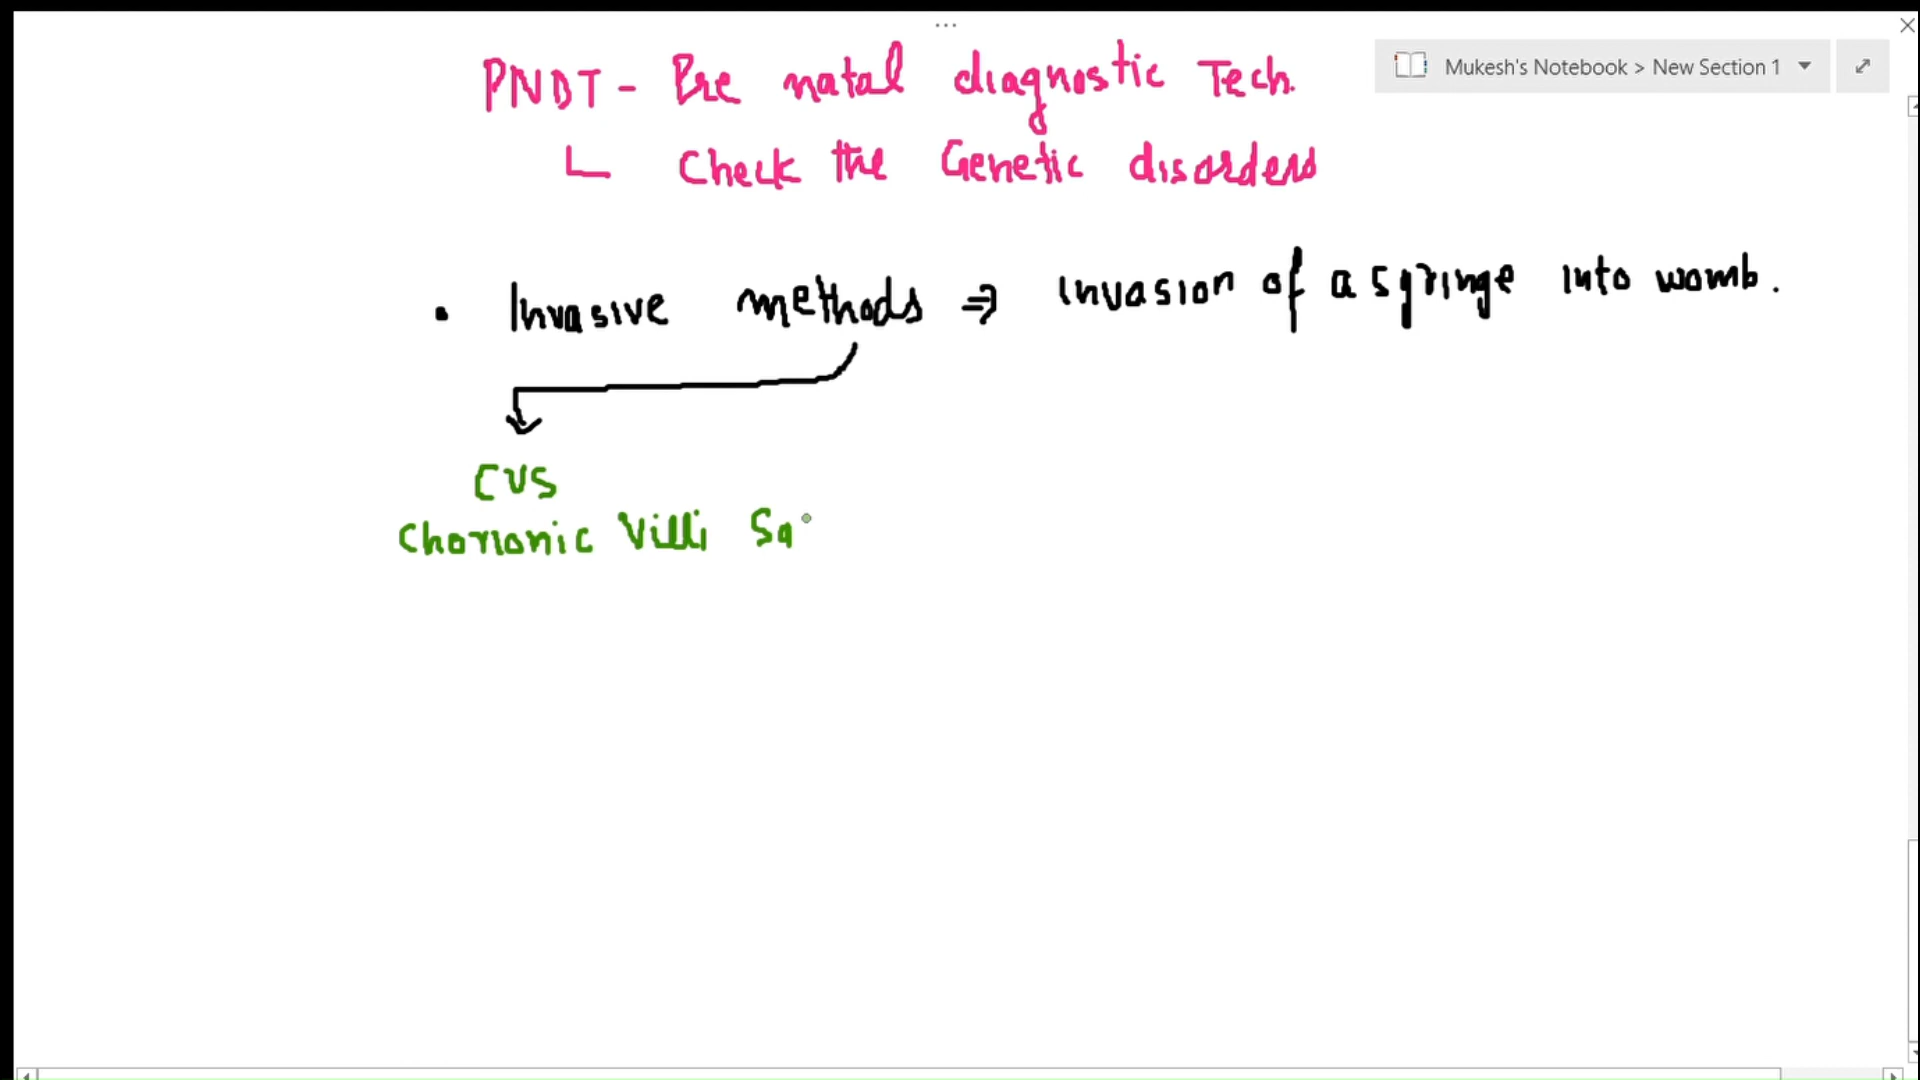 ...
PNDT - Pre natal diagnostic Tech.
Mukesh's Notebook > New Section 1
Check the Genetic disorders
• Invasive methods ⇒ Invasion of a syringe into womb.
CVS
Chorionic Villi Sa